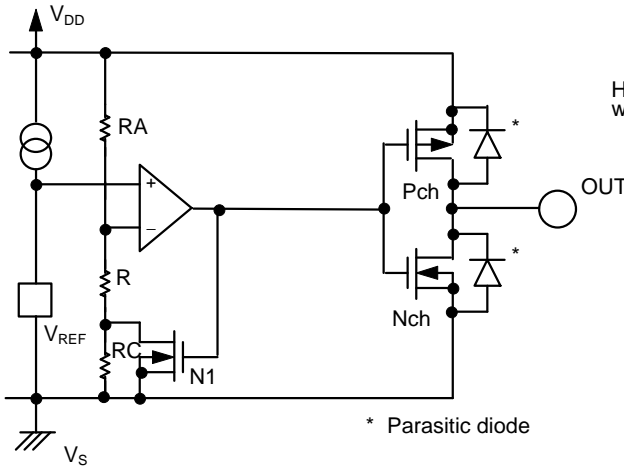 VDD
H
w
RA
*
+
Pch
OUT
−
R
*
VREF
Nch
RC
N1
* Parasitic diode
VS